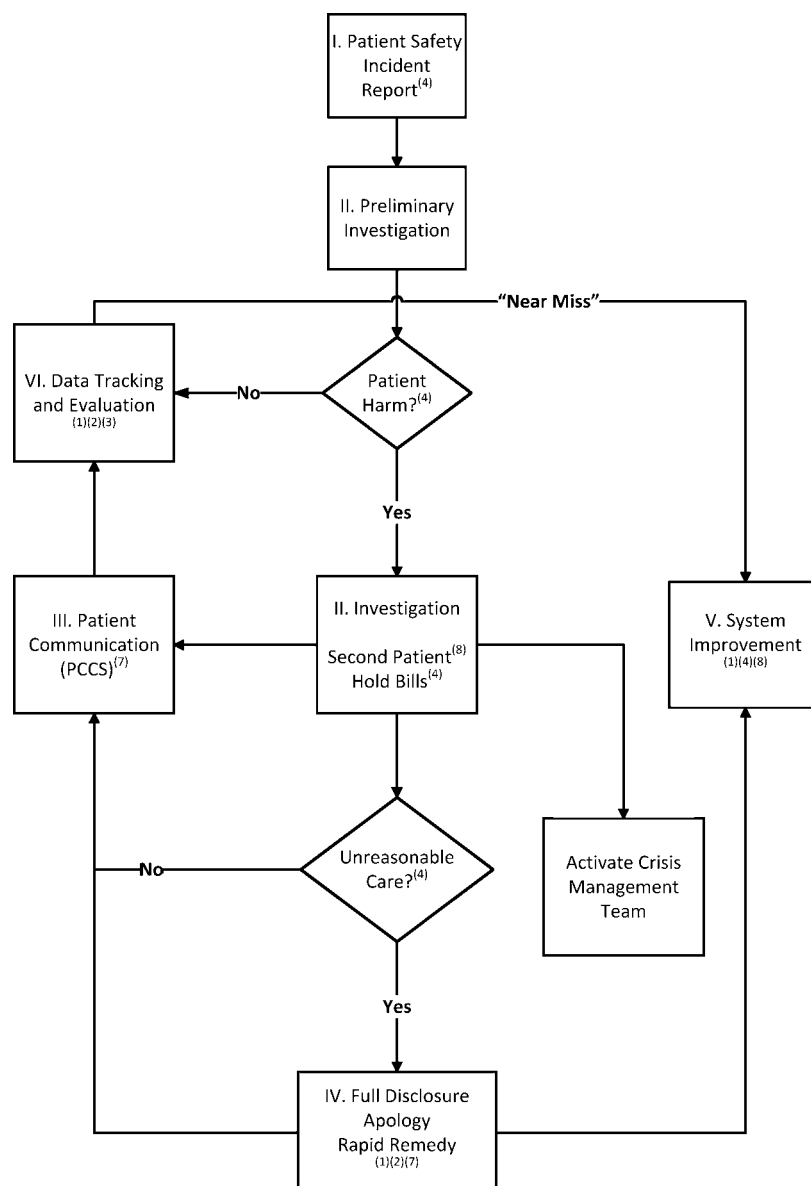 I. Patient Safety
Incident
Report(4)
II. Preliminary
Investigation
“Near Miss”
VI. Data Tracking
and Evaluation
(1)(2)(3)
No
Patient
Harm?(4)
Yes
III. Patient
Communication
(PCCS)(7)
II. Investigation
Second Patient(8)
Hold Bills(4)
V. System
Improvement
(1)(4)(8)
No
Unreasonable
Care?(4)
Activate Crisis
Management
Team
Yes
IV. Full Disclosure
Apology
Rapid Remedy
(1)(2)(7)